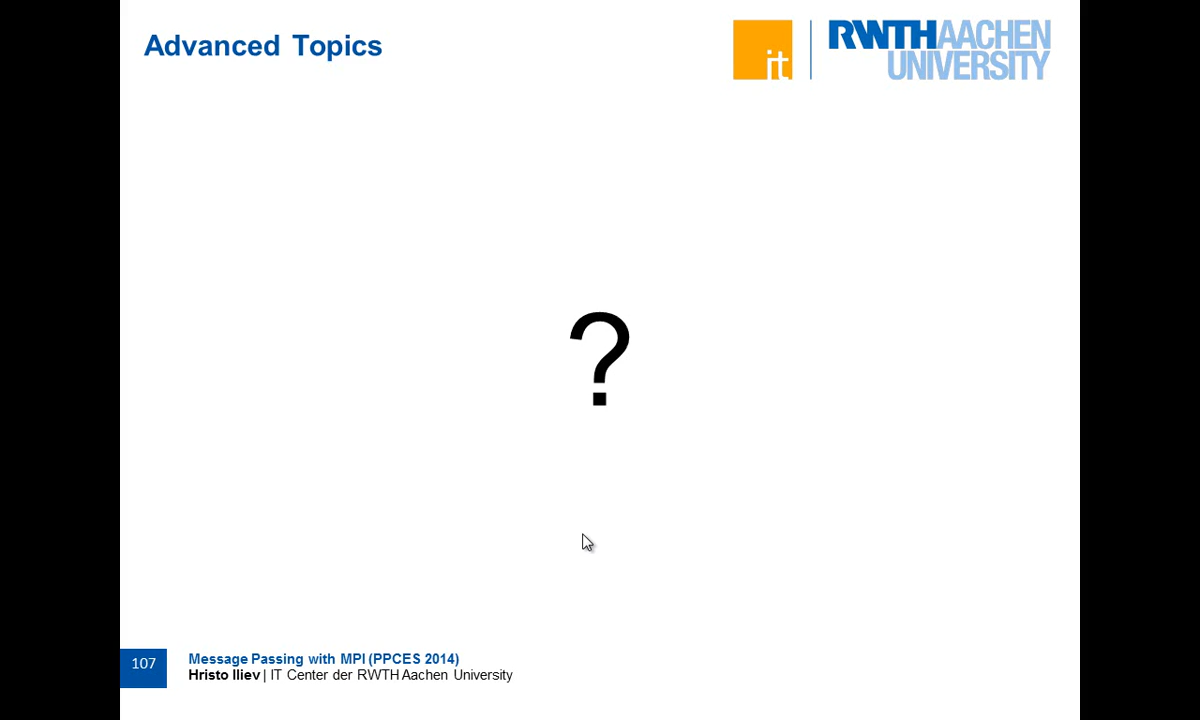 Advanced Topics
it
RWTHAACHEN
UNIVERSITY
?
107
Message Passing with MPI (PPCES 2014)
Hristo Iliev | IT Center der RWTH Aachen University